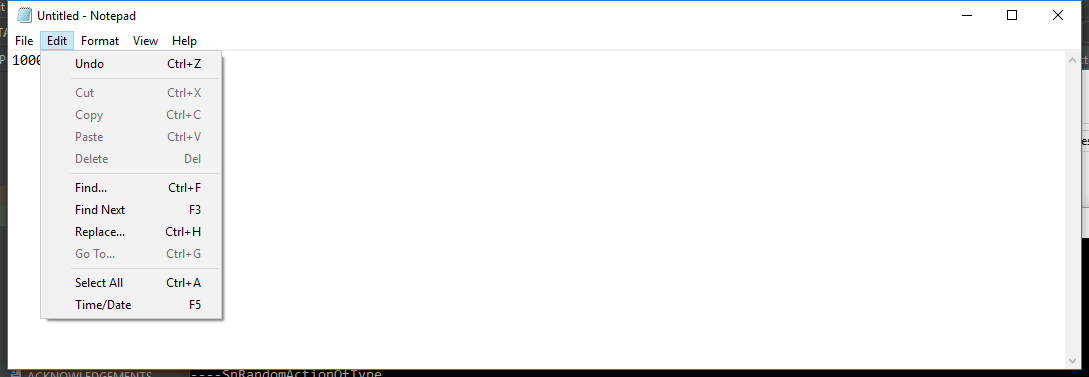 Untitled - Notepad
File Edit Format View Help
1000
Undo Ctrl+Z
Cut Ctrl+X
Copy Ctrl+C
Paste Ctrl+V
Delete Del
Find... Ctrl+F
Find Next F3
Replace... Ctrl+H
Go To... Ctrl+G
Select All Ctrl+A
Time/Date F5
ACKNOWLEDGEMENTS ----SnRandomActionOfType